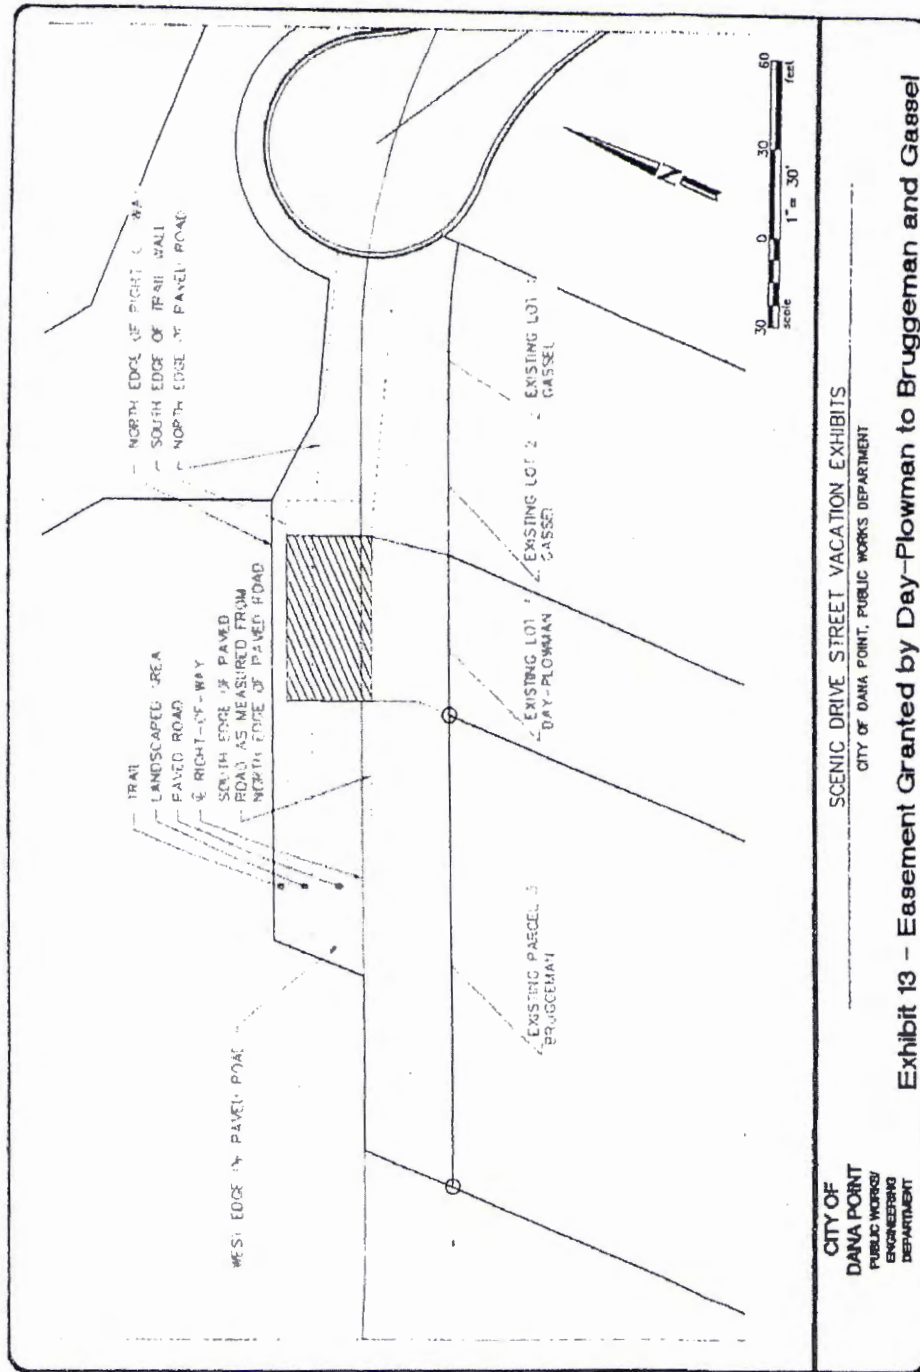 NORTH EDGE OF RIGHT WA
SOUTH EDGE OF TRAIL WALL
NORTH EDGE OF PAVED ROAD
TRAIL
LANDSCAPED AREA
PAVED ROAD
℄ RIGHT-OF-WAY
SOUTH EDGE OF PAVED
ROAD AS MEASURED FROM
NORTH EDGE OF PAVED ROAD
WEST EDGE OF PAVED ROAD
EXISTING PARCEL 3
BRUGGEMAN
EXISTING LOT
DAY-PLOWMAN
EXISTING LOT 2
GASSEL
EXISTING LOT
GASSEL
N
30 0 30 60
scale 1"= 30' feet
SCENIC DRIVE STREET VACATION EXHIBITS
CITY OF DANA POINT, PUBLIC WORKS DEPARTMENT
CITY OF
DANA POINT
PUBLIC WORKS/
ENGINEERING
DEPARTMENT
Exhibit 13 - Easement Granted by Day-Plowman to Bruggeman and Gassel